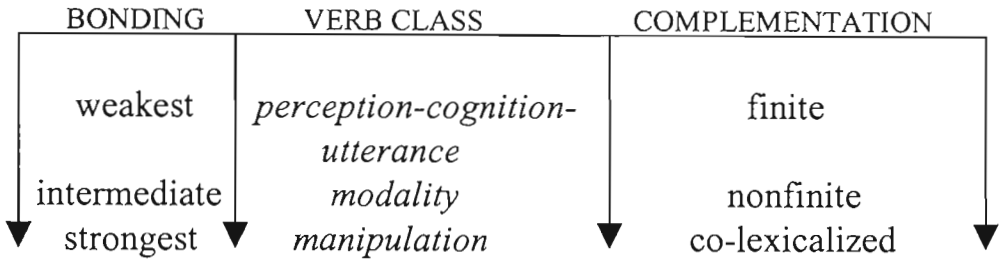 BONDING VERB CLASS COMPLEMENTATION
weakest perception-cognition- finite
utterance
intermediate modality nonfinite
strongest manipulation co-lexicalized